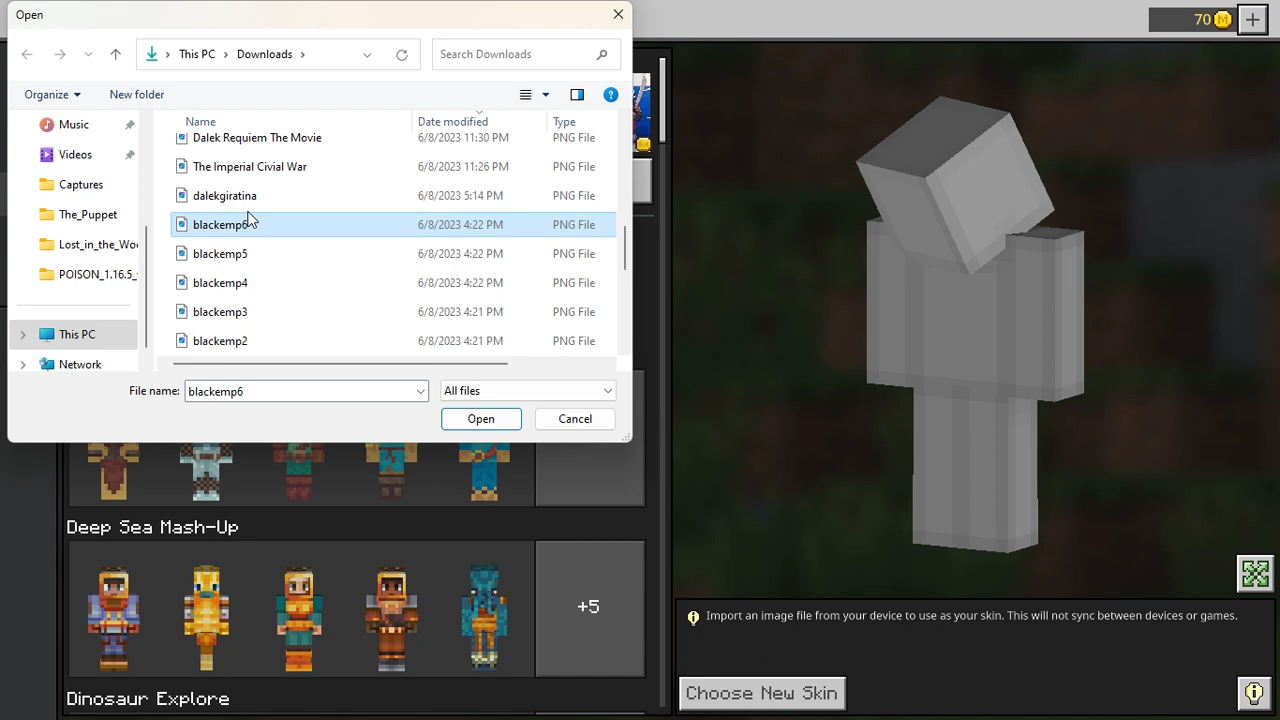 Open
70
This PC > Downloads >
Search Downloads
Organize
New folder
Name
Date modified
Type
Music
Videos
Captures
The_Puppet
Lost_in_the_Woo
POISON_1.16.5_
This PC
Network
Dalek Requiem The Movie 6/8/2023 11:30 PM PNG File
The Imperial Civial War 6/8/2023 11:26 PM PNG File
dalekgiratina 6/8/2023 5:14 PM PNG File
blackemp6 6/8/2023 4:22 PM PNG File
blackemp5 6/8/2023 4:22 PM PNG File
blackemp4 6/8/2023 4:22 PM PNG File
blackemp3 6/8/2023 4:21 PM PNG File
blackemp2 6/8/2023 4:21 PM PNG File
File name: blackemp6
All files
Open
Cancel
Deep Sea Mash-Up
+5
Dinosaur Explore
Import an image file from your device to use as your skin. This will not sync between devices or games.
Choose New Skin